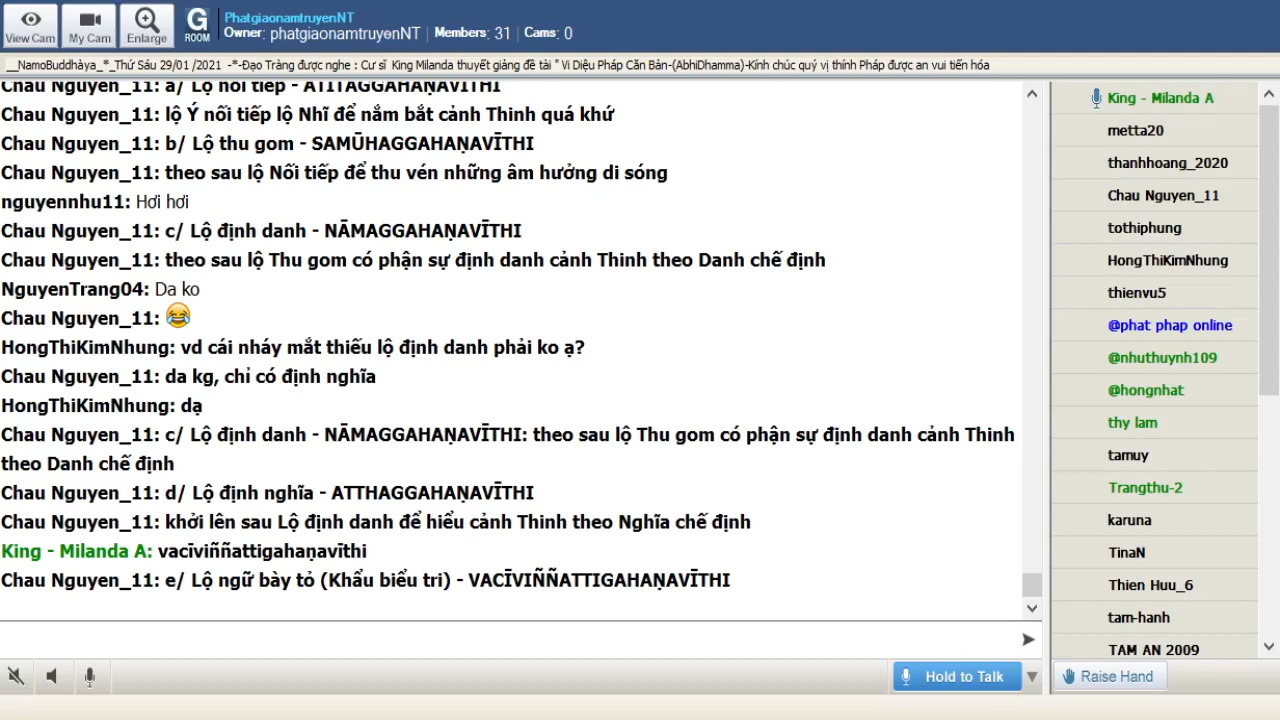 View Cam
My Cam
Enlarge
G
ROOM
PhatgiaonamtruyenNT
Owner: phatgiaonamtruyenNT | Members: 31 | Cams: 0
__NamoBuddhàya_*_Thứ Sáu 29/01 /2021 -*-Đạo Tràng được nghe : Cư sĩ King Milanda thuyết giảng đề tài " Vi Diệu Pháp Căn Bản-(AbhiDhamma)-Kính chúc quý vị thính Pháp được an vui tiến hóa
Chau Nguyen_11: a/ Lộ nối tiếp - ATĪTAGGAHAṆAVĪTHI
Chau Nguyen_11: lộ Ý nối tiếp lộ Nhĩ để nắm bắt cảnh Thinh quá khứ
Chau Nguyen_11: b/ Lộ thu gom - SAMŪHAGGAHAṆAVĪTHI
Chau Nguyen_11: theo sau lộ Nối tiếp để thu vén những âm hưởng di sóng
nguyennhu11: Hơi hơi
Chau Nguyen_11: c/ Lộ định danh - NĀMAGGAHAṆAVĪTHI
Chau Nguyen_11: theo sau lộ Thu gom có phận sự định danh cảnh Thinh theo Danh chế định
NguyenTrang04: Da ko
Chau Nguyen_11:
HongThiKimNhung: vd cái nháy mắt thiếu lộ định danh phải ko ạ?
Chau Nguyen_11: da kg, chỉ có định nghĩa
HongThiKimNhung: dạ
Chau Nguyen_11: c/ Lộ định danh - NĀMAGGAHAṆAVĪTHI: theo sau lộ Thu gom có phận sự định danh cảnh Thinh
theo Danh chế định
Chau Nguyen_11: d/ Lộ định nghĩa - ATTHAGGAHAṆAVĪTHI
Chau Nguyen_11: khởi lên sau Lộ định danh để hiểu cảnh Thinh theo Nghĩa chế định
King - Milanda A: vacīviññattigahaṇavīthi
Chau Nguyen_11: e/ Lộ ngữ bày tỏ (Khẩu biểu tri) - VACĪVIÑÑATTIGAHAṆAVĪTHI
King - Milanda A
metta20
thanhhoang_2020
Chau Nguyen_11
tothiphung
HongThiKimNhung
thienvu5
@phat phap online
@nhuthuynh109
@hongnhat
thy lam
tamuy
Trangthu-2
karuna
TinaN
Thien Huu_6
tam-hanh
TAM AN 2009
Hold to Talk
Raise Hand